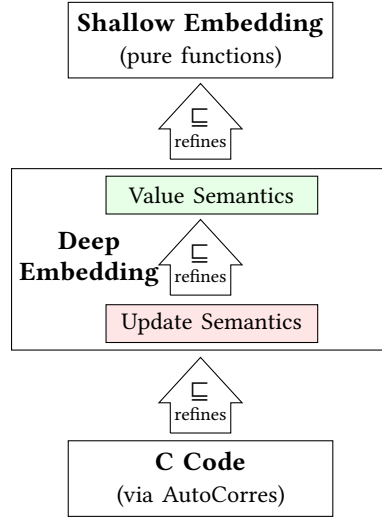 Shallow Embedding
(pure functions)
⊑
refines
Value Semantics
Deep
Embedding
⊑
refines
Update Semantics
⊑
refines
C Code
(via AutoCorres)